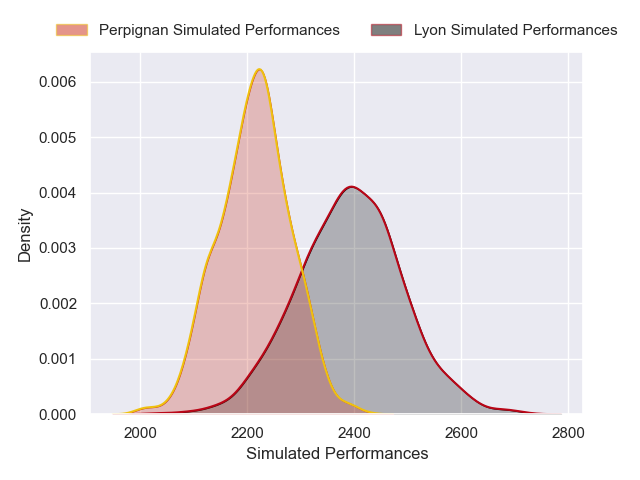 Perpignan Simulated Performances
Lyon Simulated Performances
0.006
0.005
0.004
0.003
0.002
0.001
0.000
Density
2000 2200 2400 2600 2800
Simulated Performances